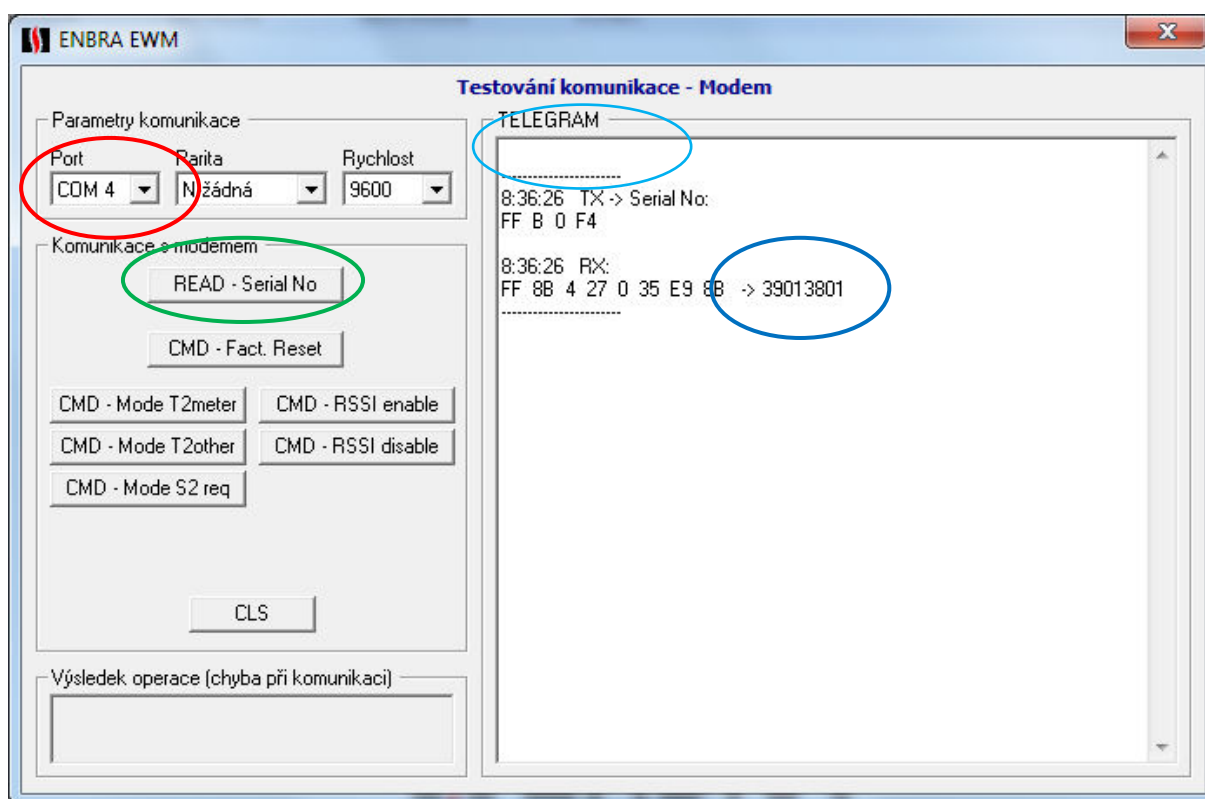 ENBRA EWM
x
Testování komunikace - Modem
Parametry komunikace
Port Parita Rychlost
COM 4 N-žádná 9600
Komunikace s modemem
READ - Serial No
CMD - Fact. Reset
CMD - Mode T2meter CMD - RSSI enable
CMD - Mode T2other CMD - RSSI disable
CMD - Mode S2 req
CLS
Výsledek operace (chyba při komunikaci)
TELEGRAM
----------------------
8:36:26 TX -> Serial No:
FF B 0 F4
8:36:26 RX:
FF 8B 4 27 0 35 E9 8B -> 39013801
----------------------